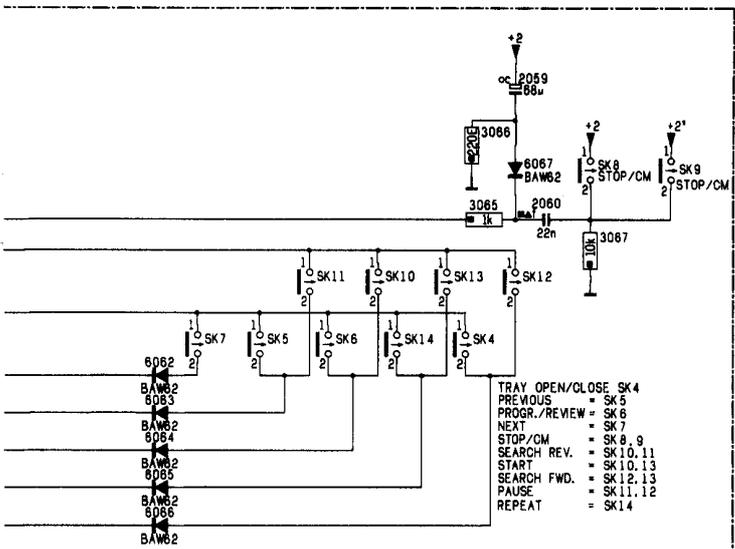 +2
2059
68µ
3066
220E
6067
BAW62
+2
1
SK8
STOP/CM
2
+2"
1
SK9
STOP/CM
2
3065
1k
2060
22n
3067
10k
1
SK11
2
1
SK10
2
1
SK13
2
1
SK12
2
1
SK7
2
1
SK5
2
1
SK6
2
1
SK14
2
1
SK4
2
6062
BAW62
6063
BAW62
6064
BAW62
6065
BAW62
6066
BAW62
TRAY OPEN/CLOSE SK4
PREVIOUS = SK5
PROGR./REVIEW = SK6
NEXT = SK7
STOP/CM = SK8,9
SEARCH REV. = SK10.11
START = SK10.13
SEARCH FWD. = SK12.13
PAUSE = SK11.12
REPEAT = SK14